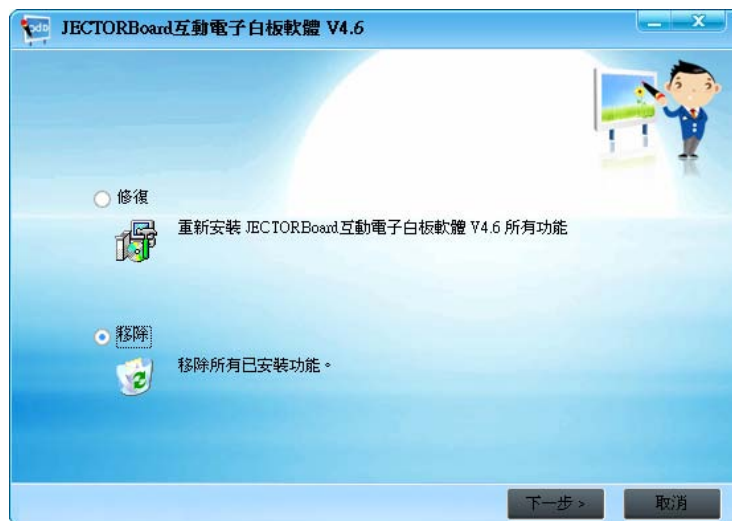 JECTORBoard互動電子白板軟體 V4.6
修復
重新安裝 JECTORBoard互動電子白板軟體 V4.6 所有功能
移除
移除所有已安裝功能。
下一步 >
取消